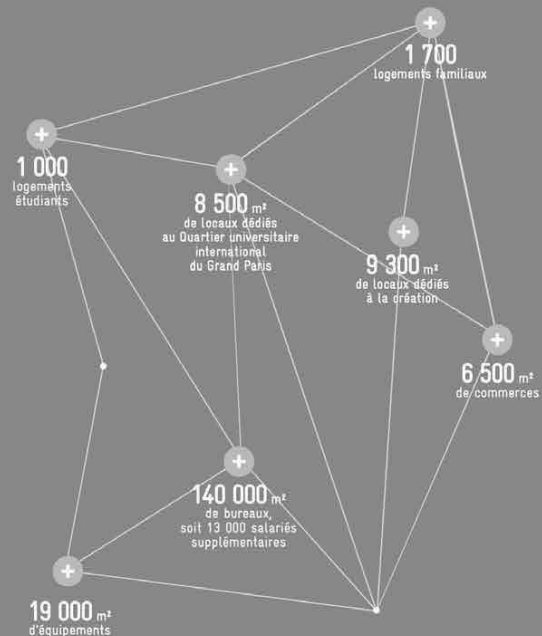 1 700
logements familiaux
1 000
logements
étudiants
8 500 m²
de locaux dédiés
au Quartier universitaire
international
du Grand Paris
9 300 m²
de locaux dédiés
à la création
6 500 m²
de commerces
140 000 m²
de bureaux,
soit 13 000 salariés
supplémentaires
19 000 m²
d'équipements